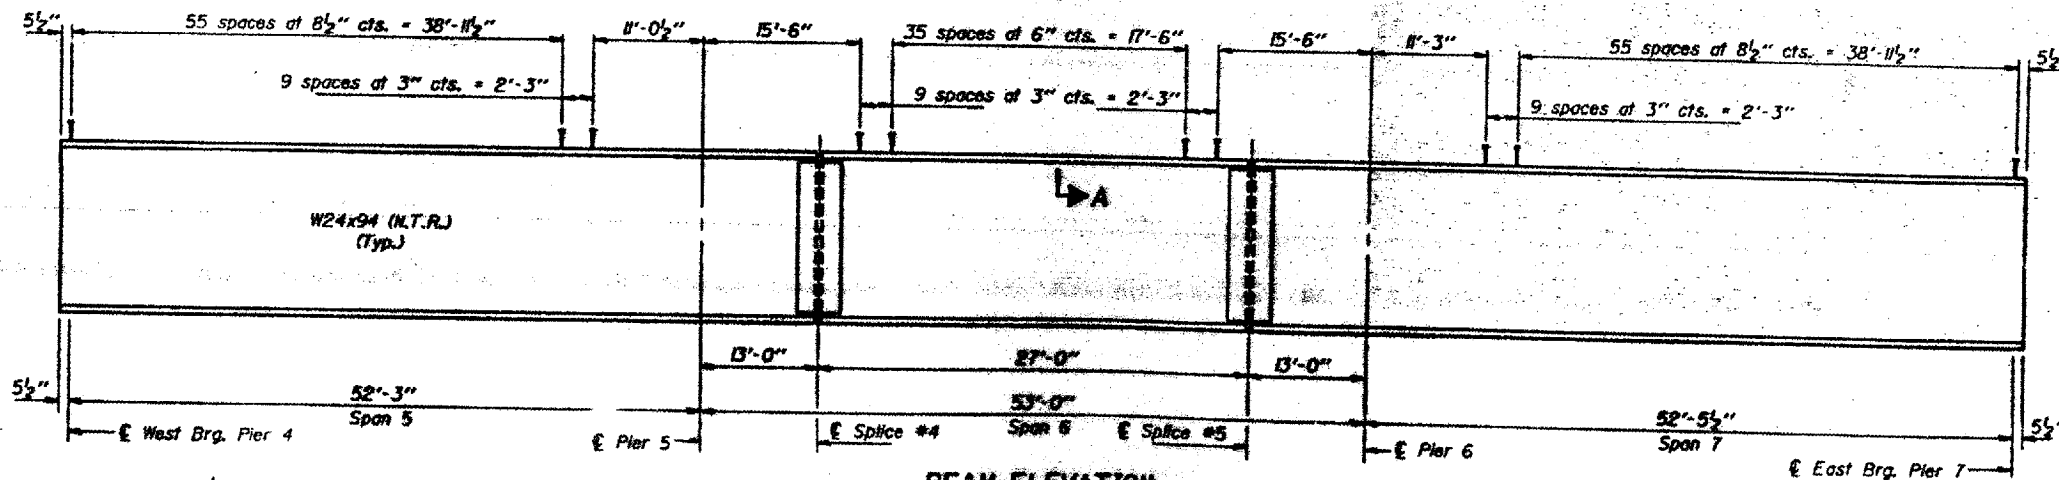 5½" 55 spaces at 8½" cts. = 38'-11½" 11'-0½" 15'-6" 35 spaces at 6" cts. = 17'-6" 15'-6" 11'-3" 55 spaces at 8½" cts. = 38'-11½" 5½"
9 spaces at 3" cts. = 2'-3" 9 spaces at 3" cts. = 2'-3" 9 spaces at 3" cts. = 2'-3"
A
W24x94 (N.T.R.)
(Typ.)
13'-0" 27'-0" 13'-0"
5½" 52'-3" 53'-0" 52'-5½" 5½"
Span 5 Span 6 Span 7
℄ West Brg. Pier 4 ℄ Pier 5 ℄ Splice #4 ℄ Splice #5 ℄ Pier 6 ℄ East Brg. Pier 7
BEAM ELEVATION